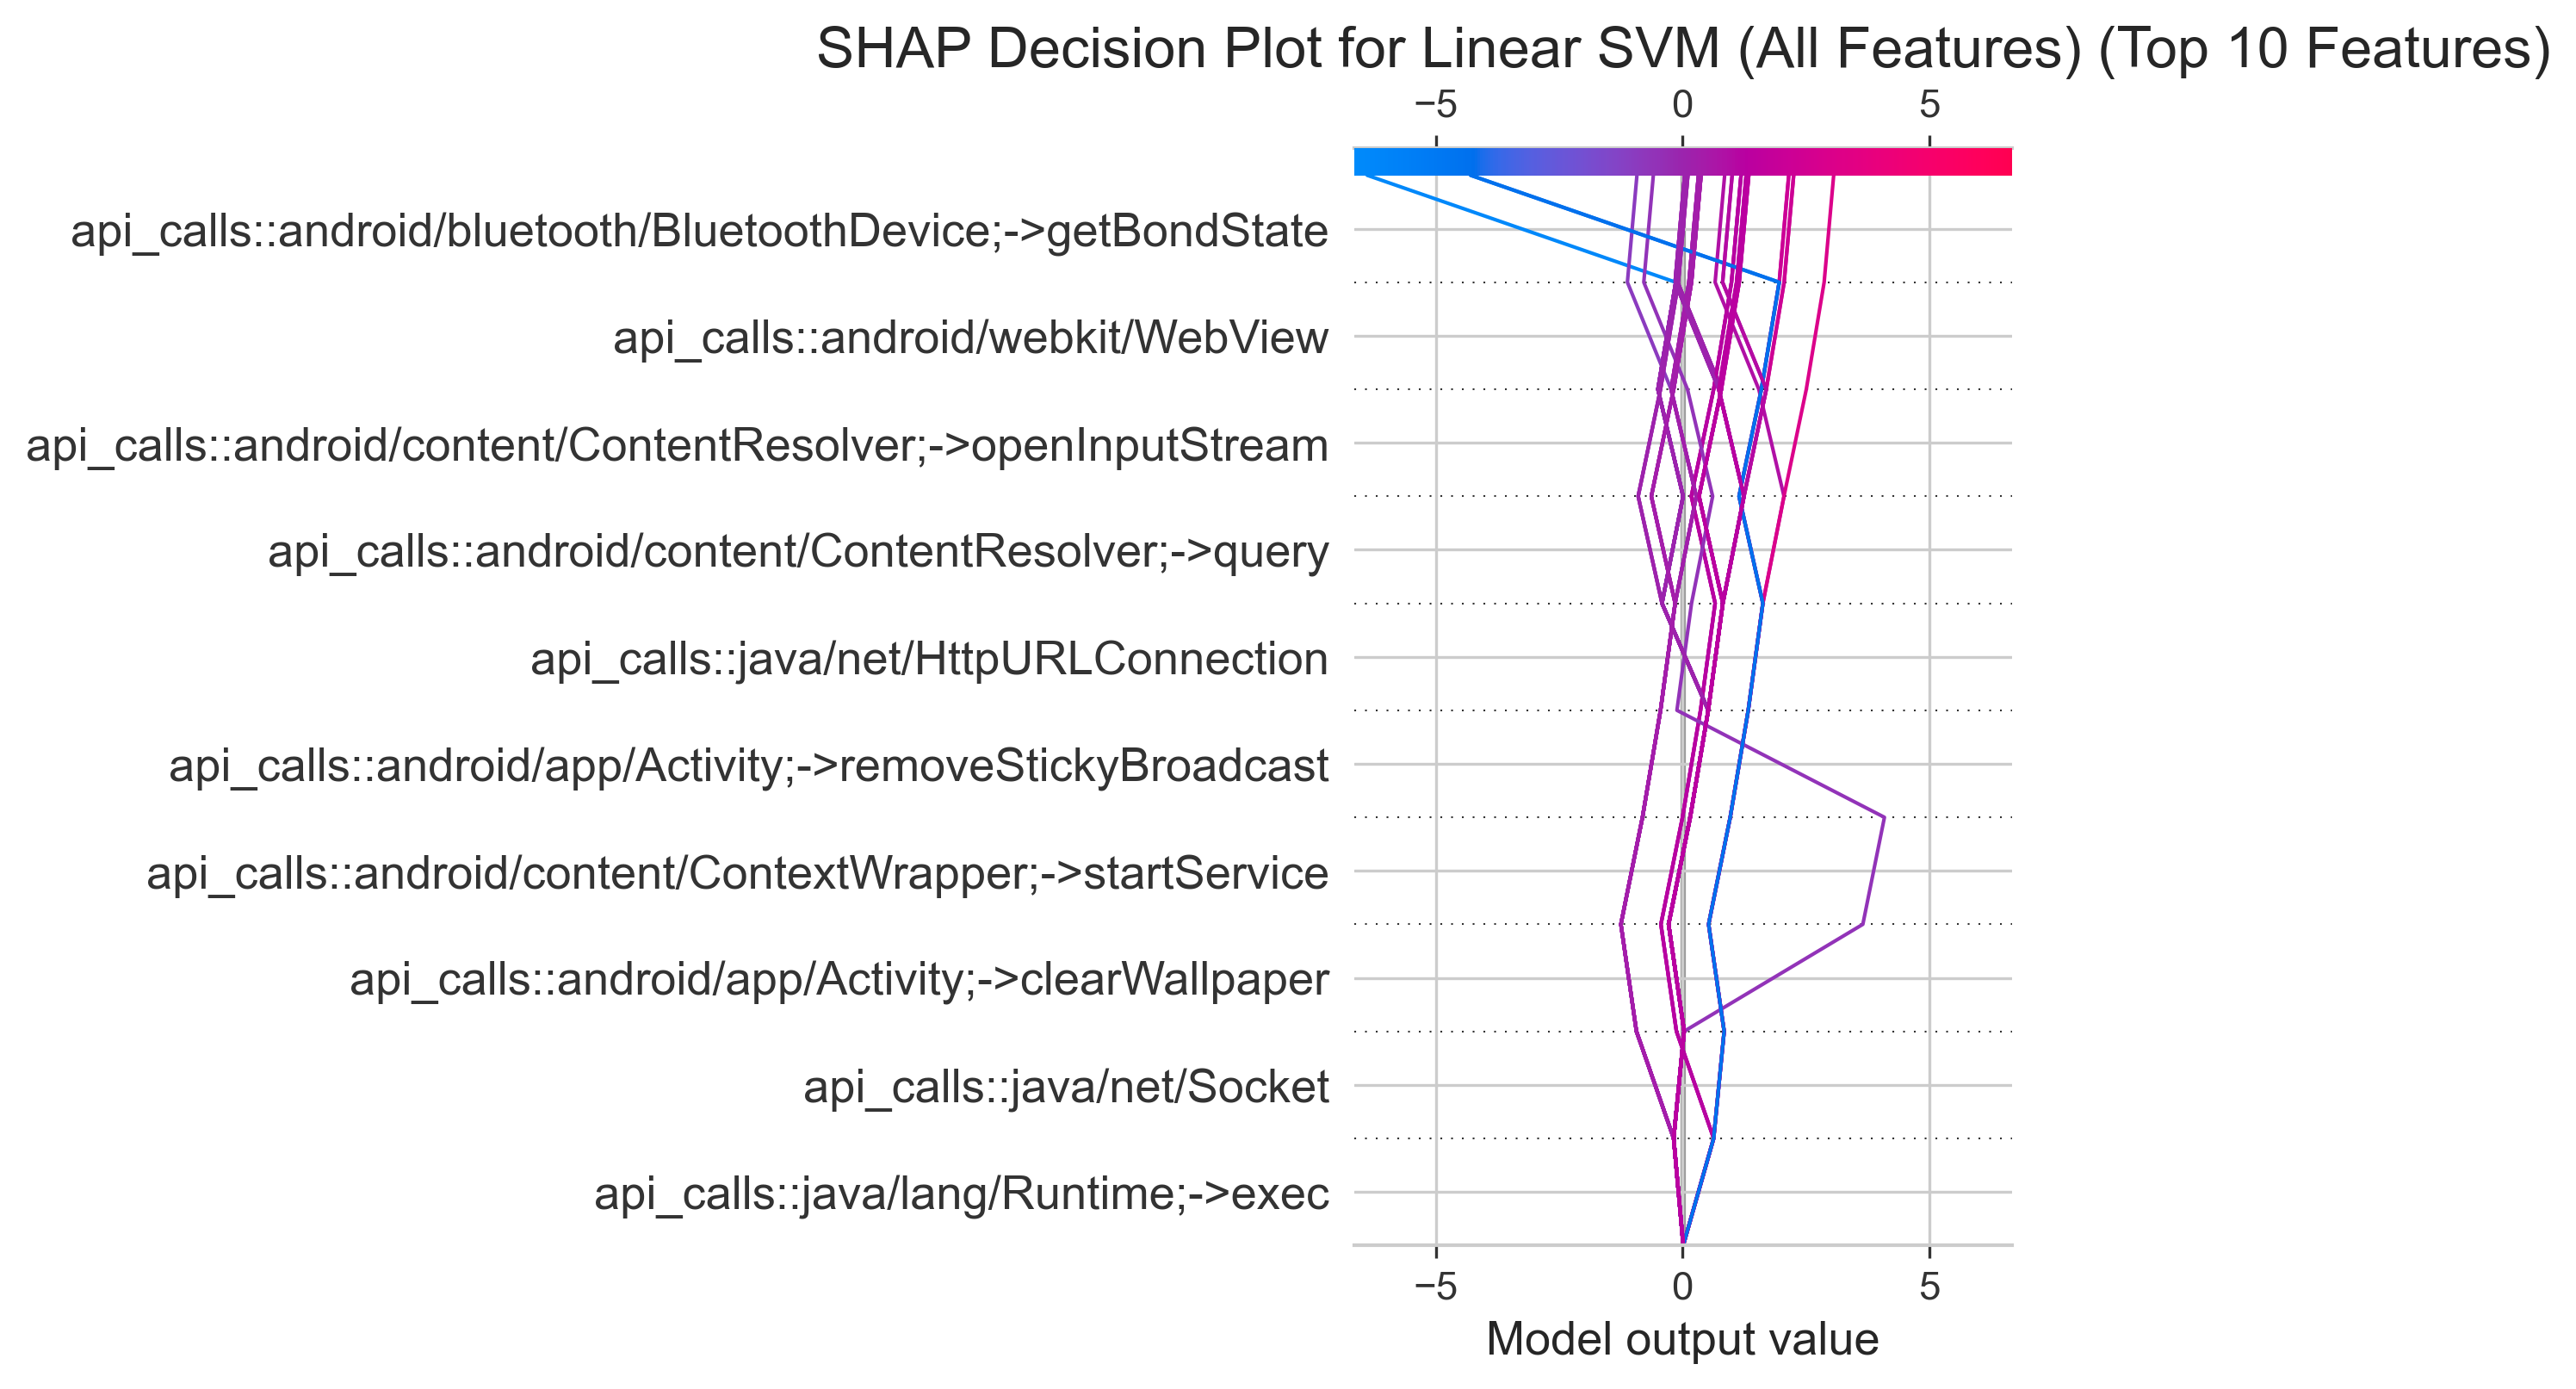 SHAP Decision Plot for Linear SVM (All Features) (Top 10 Features)
−5 0 5
api_calls::android/bluetooth/BluetoothDevice;->getBondState
api_calls::android/webkit/WebView
api_calls::android/content/ContentResolver;->openInputStream
api_calls::android/content/ContentResolver;->query
api_calls::java/net/HttpURLConnection
api_calls::android/app/Activity;->removeStickyBroadcast
api_calls::android/content/ContextWrapper;->startService
api_calls::android/app/Activity;->clearWallpaper
api_calls::java/net/Socket
api_calls::java/lang/Runtime;->exec
−5 0 5
Model output value